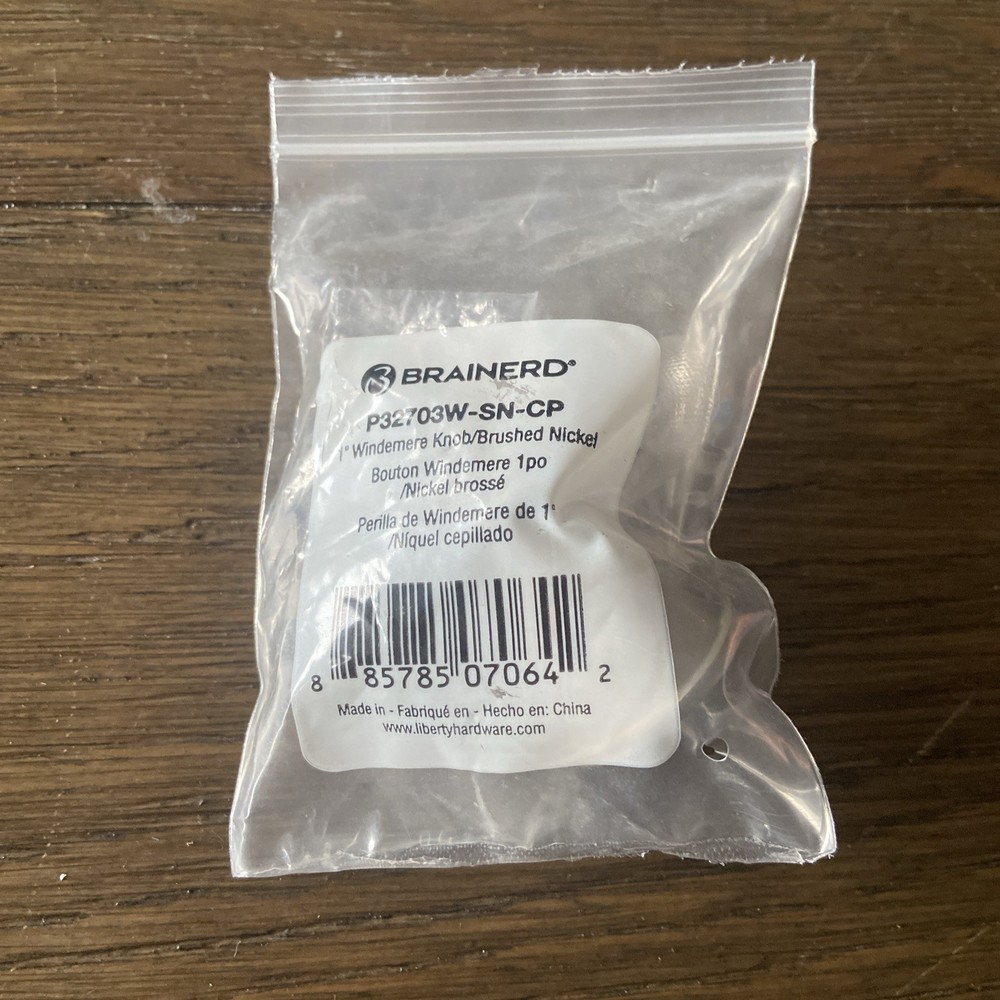 BRAINERD®
P32703W-SN-CP
1" Windemere Knob/Brushed Nickel
Bouton Windemere 1po
/Nickel brossé
Perilla de Windemere de 1"
/Níquel cepillado
8 85785 07064 2
Made in - Fabriqué en - Hecho en: China
www.libertyhardware.com